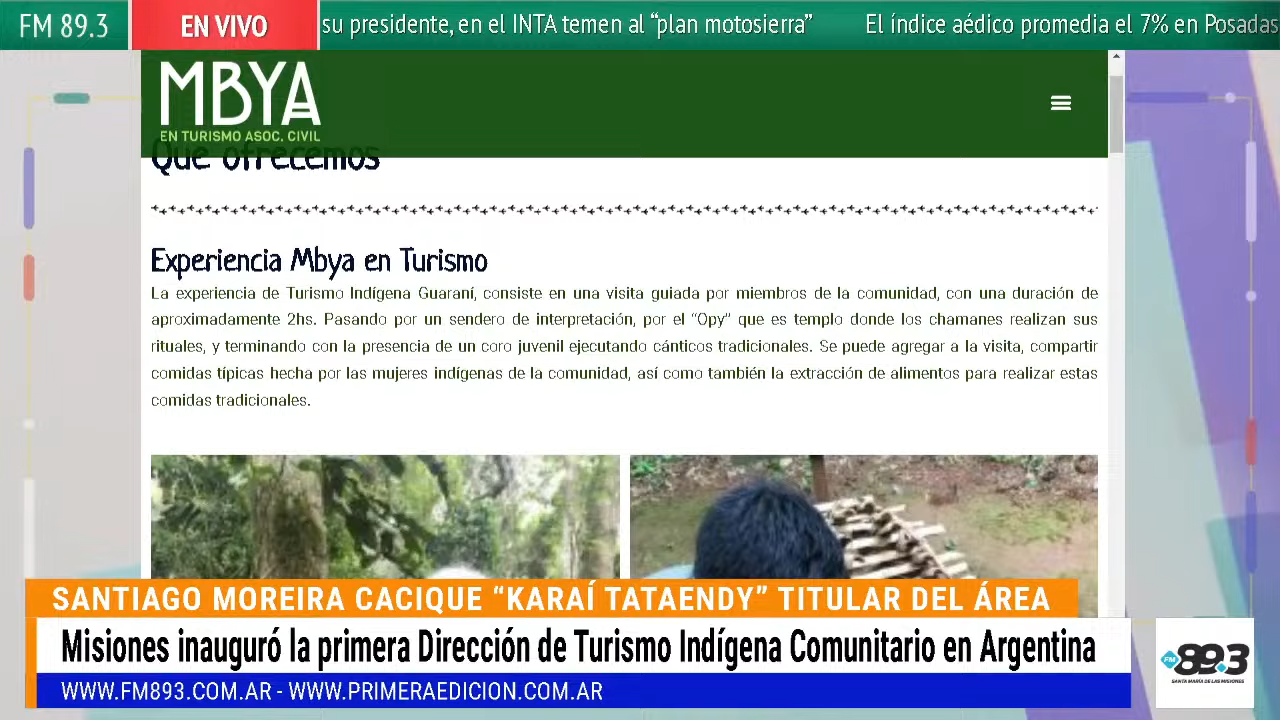 FM 89.3
EN VIVO
su presidente, en el INTA temen al “plan motosierra”
El índice aédico promedia el 7% en Posadas
MBYA
EN TURISMO ASOC. CIVIL
Que ofrecemos
Experiencia Mbya en Turismo
La experiencia de Turismo Indígena Guaraní, consiste en una visita guiada por miembros de la comunidad, con una duración de
aproximadamente 2hs. Pasando por un sendero de interpretación, por el “Opy” que es templo donde los chamanes realizan sus
rituales, y terminando con la presencia de un coro juvenil ejecutando cánticos tradicionales. Se puede agregar a la visita, compartir
comidas típicas hecha por las mujeres indígenas de la comunidad, así como también la extracción de alimentos para realizar estas
comidas tradicionales.
SANTIAGO MOREIRA CACIQUE “KARAÍ TATAENDY” TITULAR DEL ÁREA
Misiones inauguró la primera Dirección de Turismo Indígena Comunitario en Argentina
WWW.FM893.COM.AR - WWW.PRIMERAEDICION.COM.AR
FM 89.3
SANTA MARÍA DE LAS MISIONES